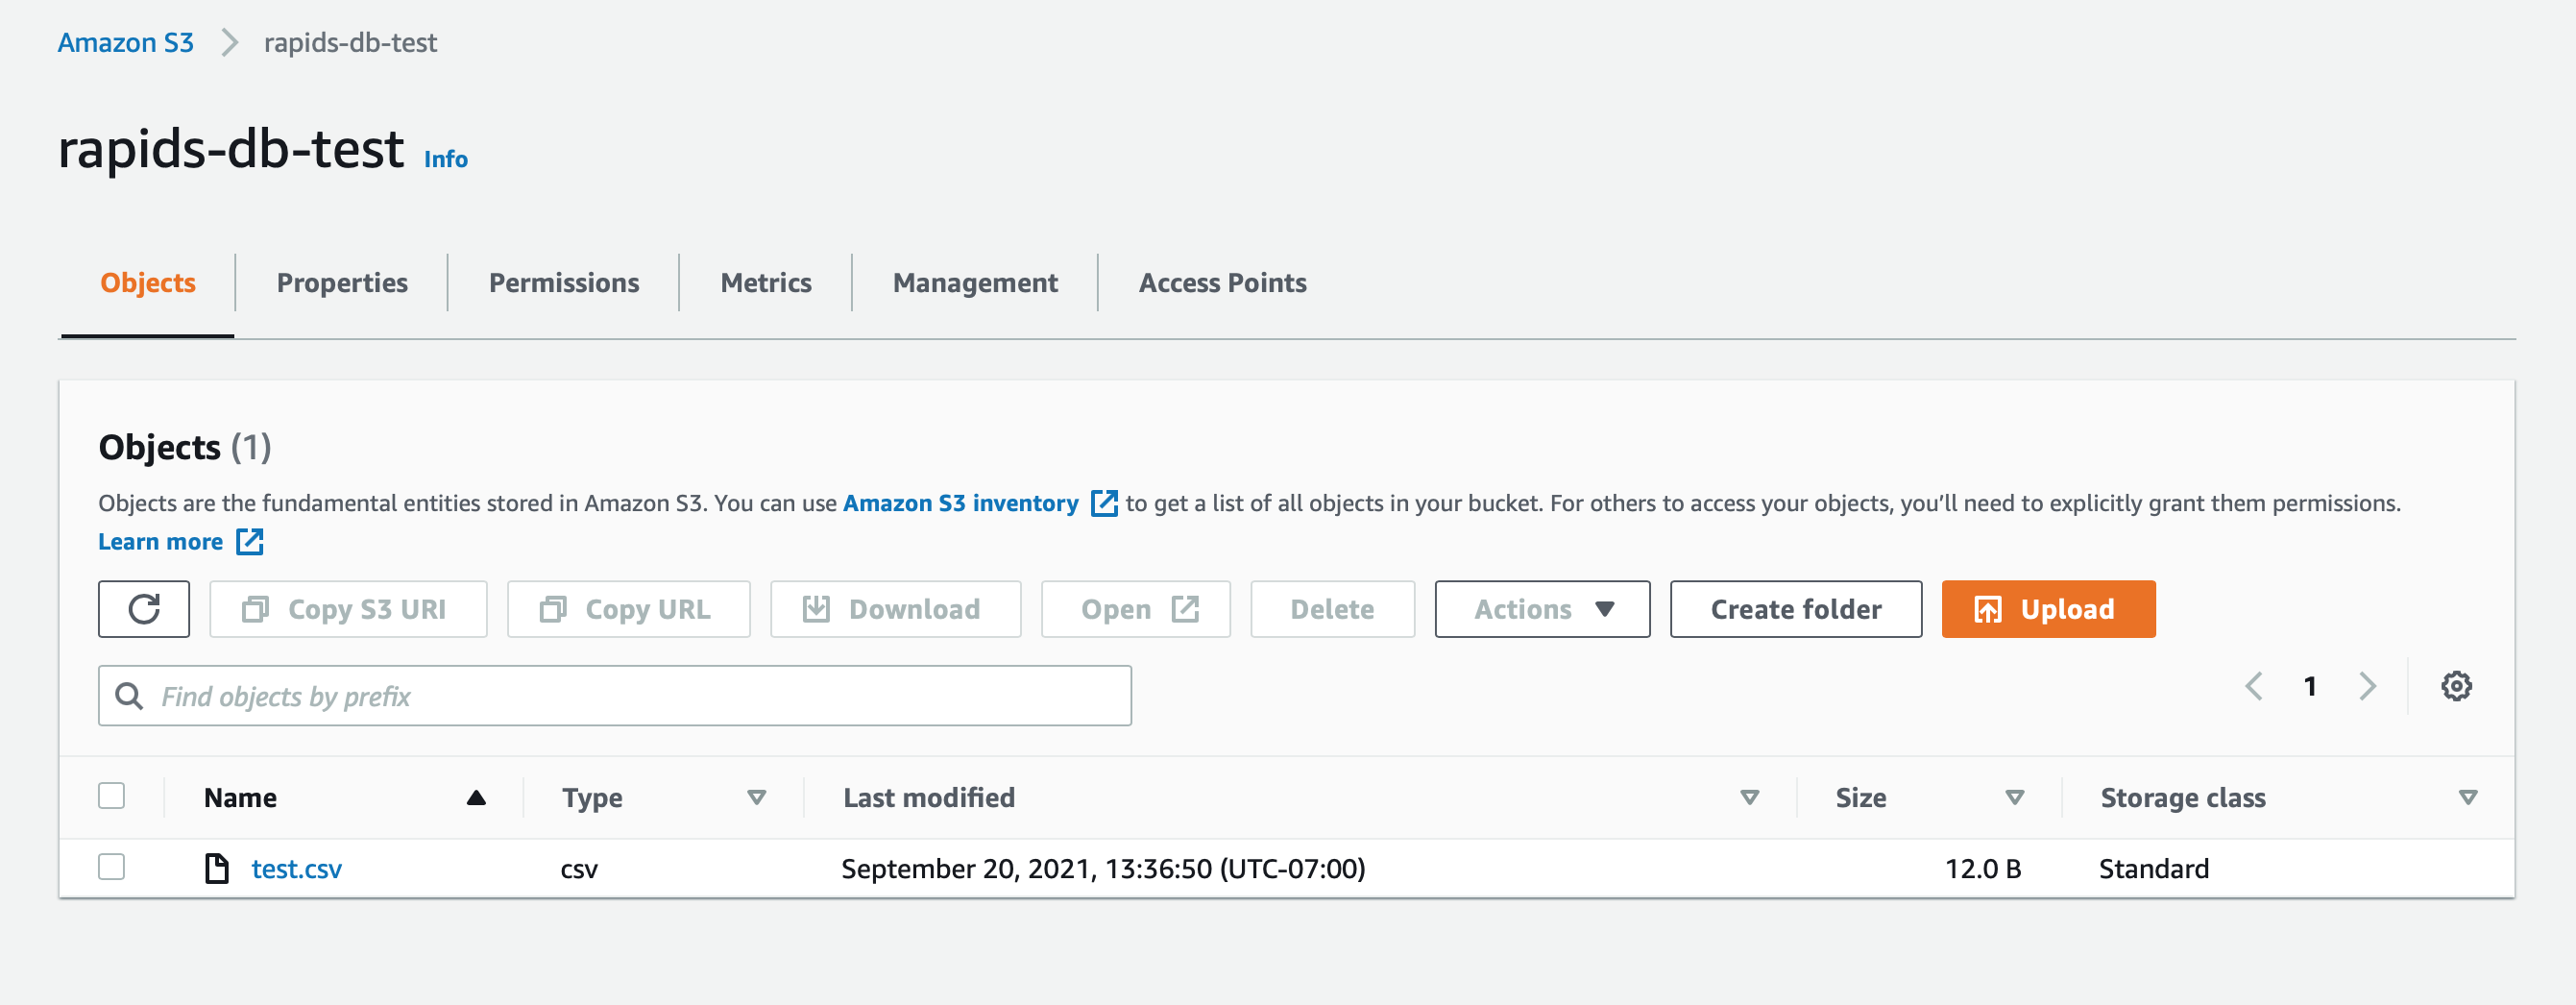 Amazon S3 rapids-db-test
rapids-db-test Info
Objects Properties Permissions Metrics Management Access Points
Objects (1)
Objects are the fundamental entities stored in Amazon S3. You can use Amazon S3 inventory to get a list of all objects in your bucket. For others to access your objects, you’ll need to explicitly grant them permissions.
Learn more
Copy S3 URI Copy URL Download Open Delete Actions Create folder Upload
Find objects by prefix 1
Name Type Last modified Size Storage class
test.csv csv September 20, 2021, 13:36:50 (UTC-07:00) 12.0 B Standard